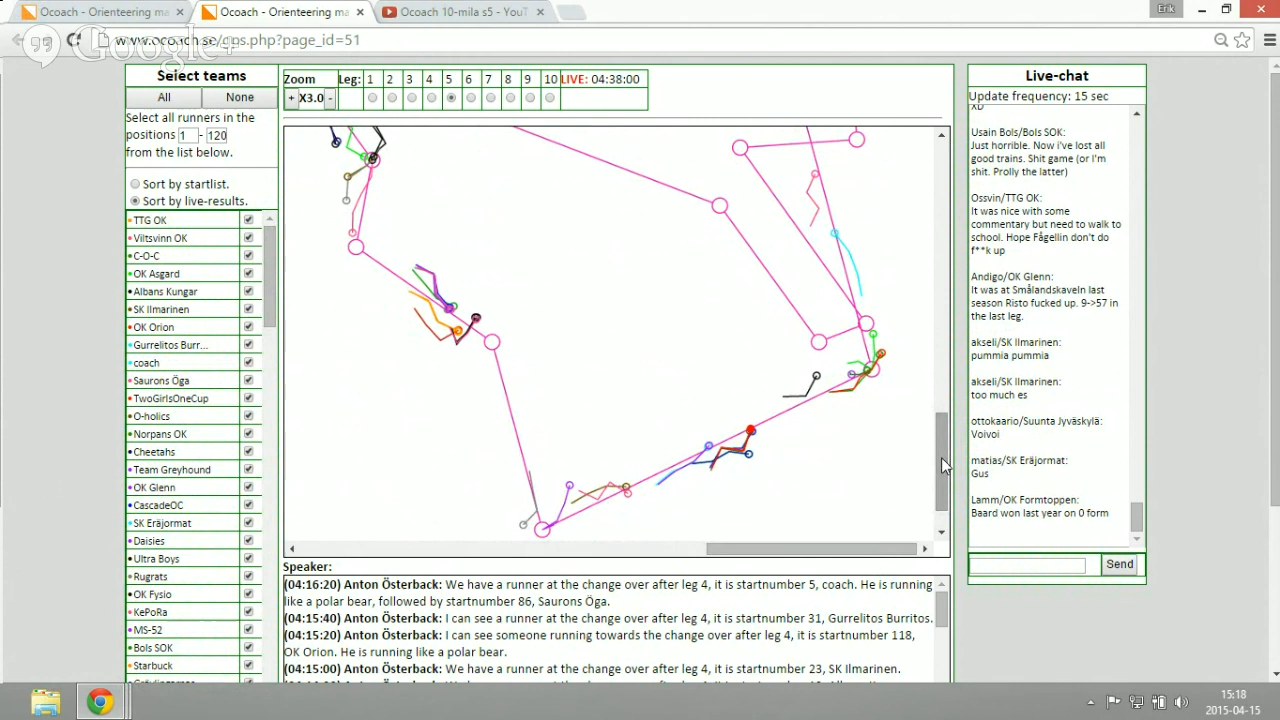 Ocoach - Orienteering ma
Ocoach - Orienteering ma
Ocoach 10-mila s5 - YouT
Erik
Google+
www.ocoach.se/gps.php?page_id=51
Select teams
All
None
Select all runners in the
positions 1 - 120
from the list below.
Sort by startlist.
Sort by live-results.
TTG OK
Viltsvinn OK
C-O-C
OK Asgard
Albans Kungar
SK Ilmarinen
OK Orion
Gurrelitos Burr...
coach
Saurons Öga
TwoGirlsOneCup
O-holics
Norpans OK
Cheetahs
Team Greyhound
OK Glenn
CascadeOC
SK Eräjormat
Daisies
Ultra Boys
Rugrats
OK Fysio
KePoRa
MS-52
Bols SOK
Starbuck
Zoom
Leg: 1 2 3 4 5 6 7 8 9 10
LIVE: 04:38:00
+ X3.0 -
Speaker:
(04:16:20) Anton Österback: We have a runner at the change over after leg 4, it is startnumber 5, coach. He is running
like a polar bear, followed by startnumber 86, Saurons Öga.
(04:15:40) Anton Österback: I can see a runner at the change over after leg 4, it is startnumber 31, Gurrelitos Burritos.
(04:15:20) Anton Österback: I can see someone running towards the change over after leg 4, it is startnumber 118,
OK Orion. He is running like a polar bear.
(04:15:00) Anton Österback: We have a runner at the change over after leg 4, it is startnumber 23, SK Ilmarinen.
Live-chat
Update frequency: 15 sec
XD
Usain Bols/Bols SOK:
Just horrible. Now i've lost all
good trains. Shit game (or I'm
shit. Prolly the latter)
Ossvin/TTG OK:
It was nice with some
commentary but need to walk to
school. Hope Fågellin don't do
f**k up
Andigo/OK Glenn:
It was at Smålandskaveln last
season Risto fucked up. 9->57 in
the last leg.
akseli/SK Ilmarinen:
pummia pummia
akseli/SK Ilmarinen:
too much es
ottokaario/Suunta Jyväskylä:
Voivoi
matias/SK Eräjormat:
Gus
Lamm/OK Formtoppen:
Baard won last year on 0 form
Send
15:18
2015-04-15